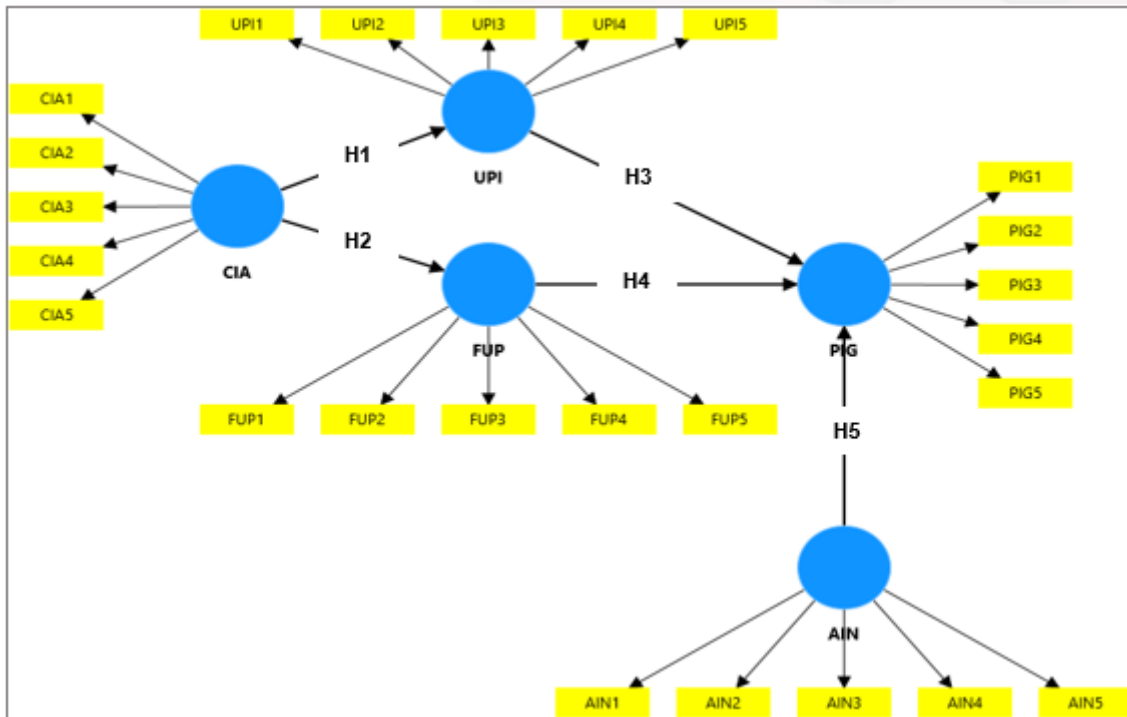 UPI1
UPI2
UPI3
UPI4
UPI5
CIA1
CIA2
CIA3
CIA4
CIA5
CIA
H1
H2
UPI
H3
FUP
H4
FUP1
FUP2
FUP3
FUP4
FUP5
PIG1
PIG2
PIG3
PIG4
PIG5
PIG
H5
AIN
AIN1
AIN2
AIN3
AIN4
AIN5